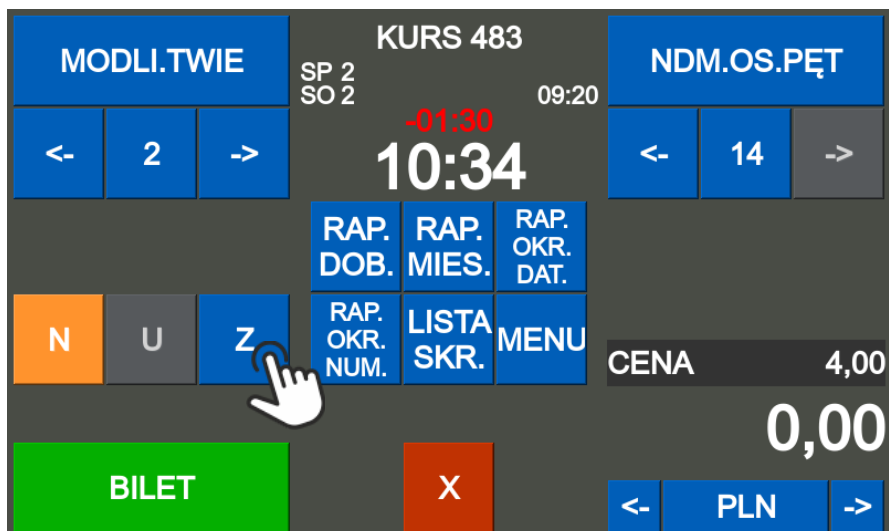 MODLI.TWIE
KURS 483
NDM.OS.PĘT
SP 2
SO 2
09:20
-01:30
<- 2 ->
10:34
<- 14 ->
RAP. DOB.
RAP. MIES.
RAP. OKR. DAT.
N U Z
RAP. OKR. NUM.
LISTA SKR.
MENU
CENA 4,00
0,00
BILET
X
<- PLN ->